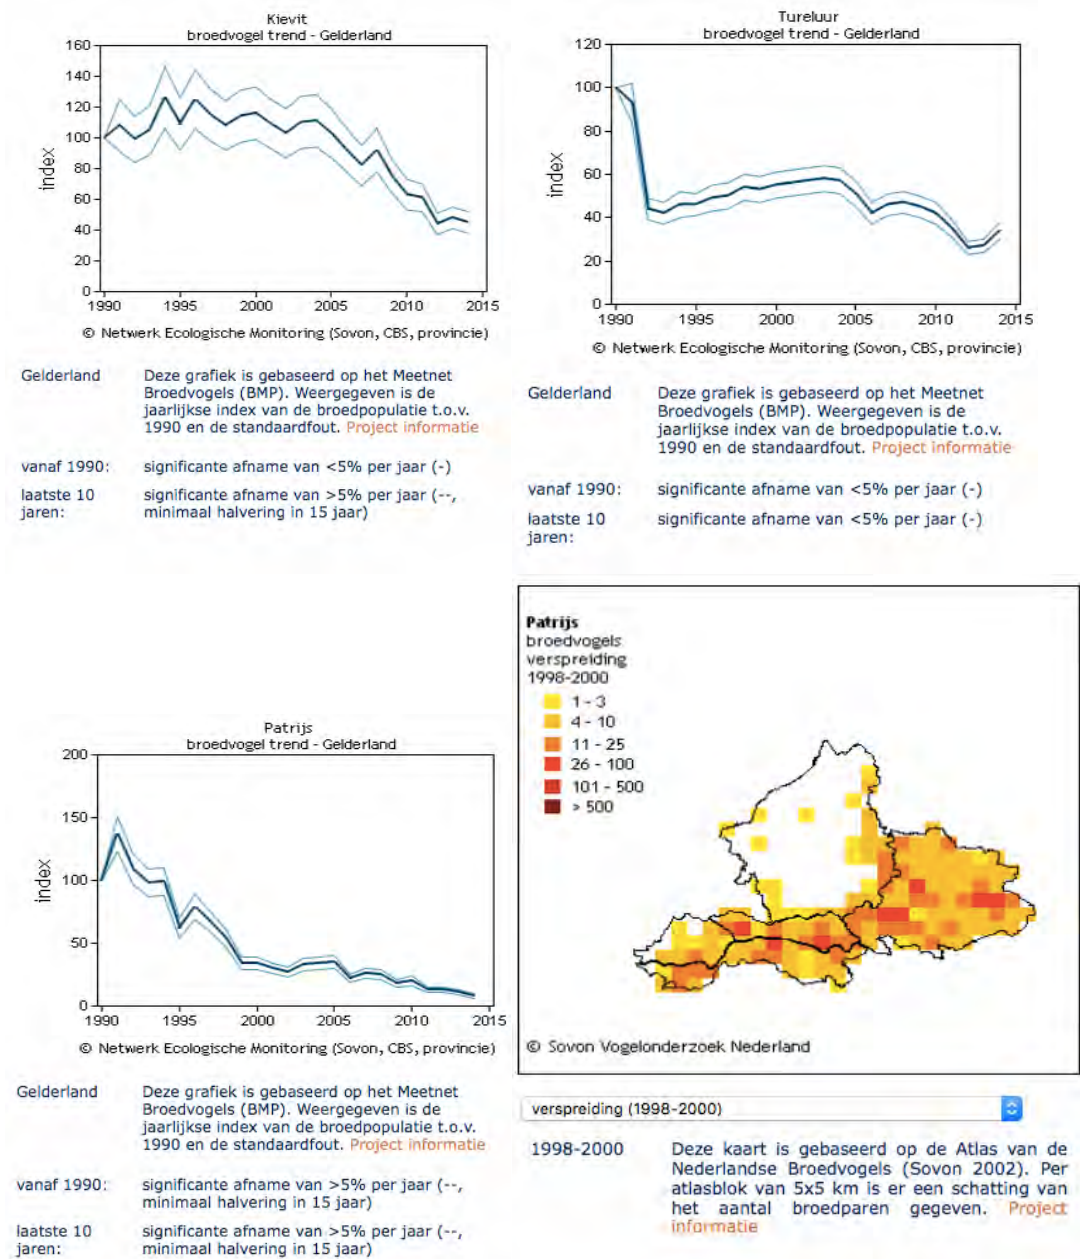 Kievit
broedvogel trend - Gelderland
160
140
120
100
80
60
40
20
0
index
1990
1995
2000
2005
2010
2015
© Netwerk Ecologische Monitoring (Sovon, CBS, provincie)
Gelderland
Deze grafiek is gebaseerd op het Meetnet
Broedvogels (BMP). Weergegeven is de
jaarlijkse index van de broedpopulatie t.o.v.
1990 en de standaardfout. Project informatie
vanaf 1990:
significante afname van <5% per jaar (-)
laatste 10
jaren:
significante afname van >5% per jaar (--,
minimaal halvering in 15 jaar)
Tureluur
broedvogel trend - Gelderland
120
100
80
60
40
20
0
index
1990
1995
2000
2005
2010
2015
© Netwerk Ecologische Monitoring (Sovon, CBS, provincie)
Gelderland
Deze grafiek is gebaseerd op het Meetnet
Broedvogels (BMP). Weergegeven is de
jaarlijkse index van de broedpopulatie t.o.v.
1990 en de standaardfout. Project informatie
vanaf 1990:
significante afname van <5% per jaar (-)
laatste 10
jaren:
significante afname van <5% per jaar (-)
Patrijs
broedvogel trend - Gelderland
200
150
100
50
0
index
1990
1995
2000
2005
2010
2015
© Netwerk Ecologische Monitoring (Sovon, CBS, provincie)
Gelderland
Deze grafiek is gebaseerd op het Meetnet
Broedvogels (BMP). Weergegeven is de
jaarlijkse index van de broedpopulatie t.o.v.
1990 en de standaardfout. Project informatie
vanaf 1990:
significante afname van >5% per jaar (--,
minimaal halvering in 15 jaar)
laatste 10
jaren:
significante afname van >5% per jaar (--,
minimaal halvering in 15 jaar)
Patrijs
broedvogels
verspreiding
1998-2000
1 - 3
4 - 10
11 - 25
26 - 100
101 - 500
> 500
© Sovon Vogelonderzoek Nederland
verspreiding (1998-2000)
1998-2000
Deze kaart is gebaseerd op de Atlas van de
Nederlandse Broedvogels (Sovon 2002). Per
atlasblok van 5x5 km is er een schatting van
het aantal broedparen gegeven. Project
informatie